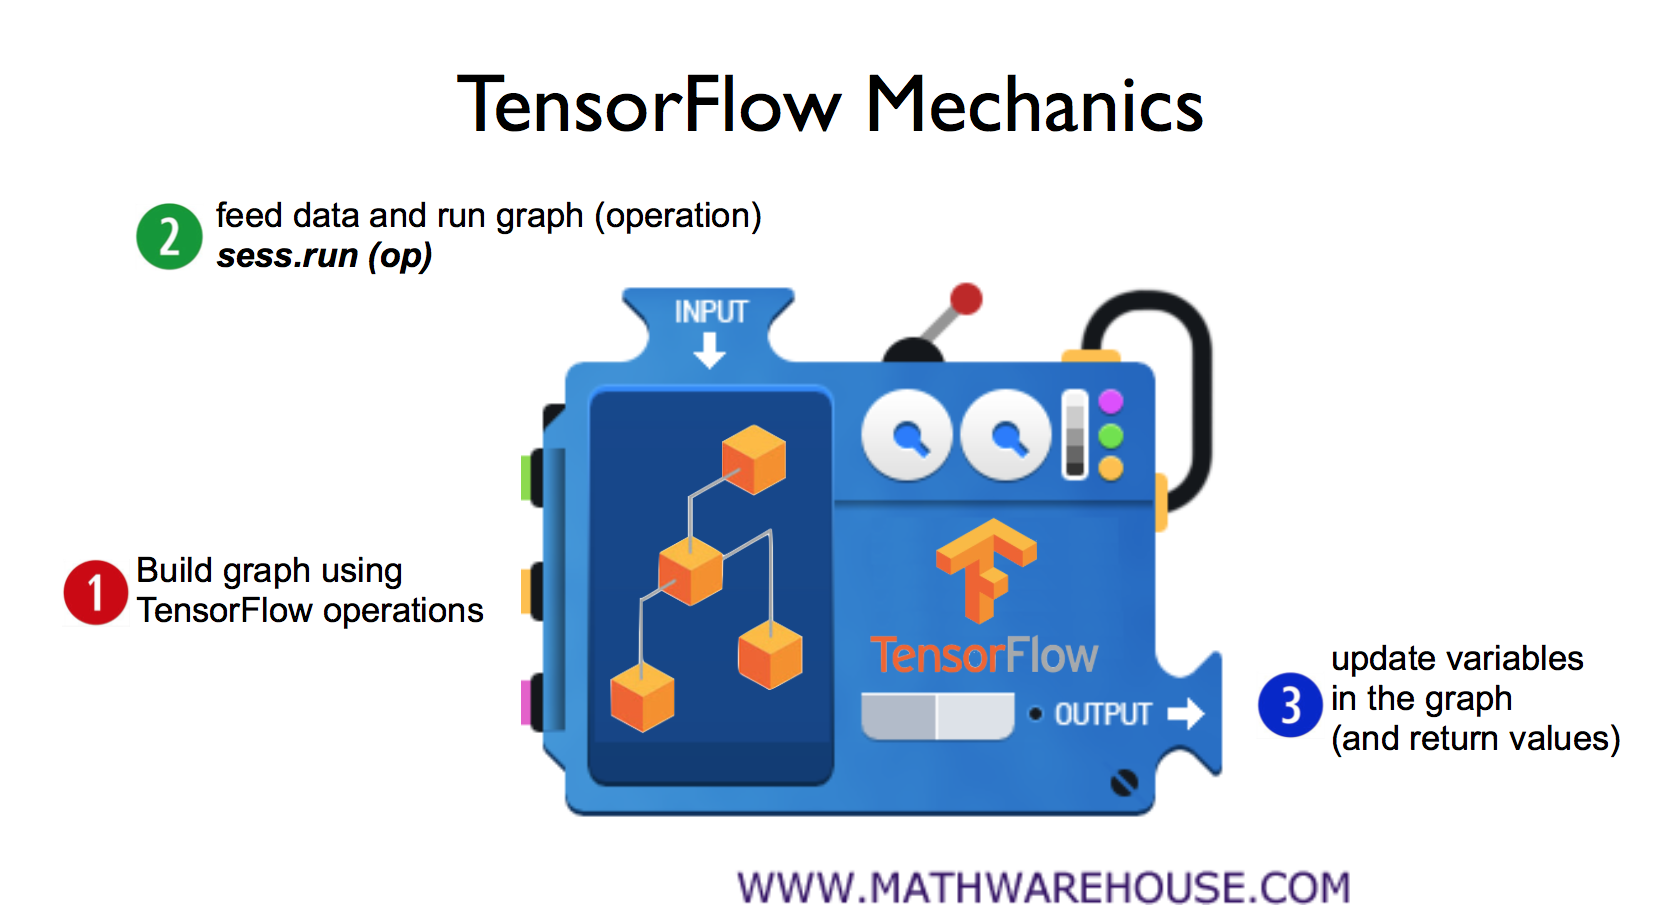 TensorFlow Mechanics
2 feed data and run graph (operation)
sess.run (op)
INPUT
1 Build graph using
TensorFlow operations
TensorFlow
OUTPUT
3 update variables
in the graph
(and return values)
WWW.MATHWAREHOUSE.COM